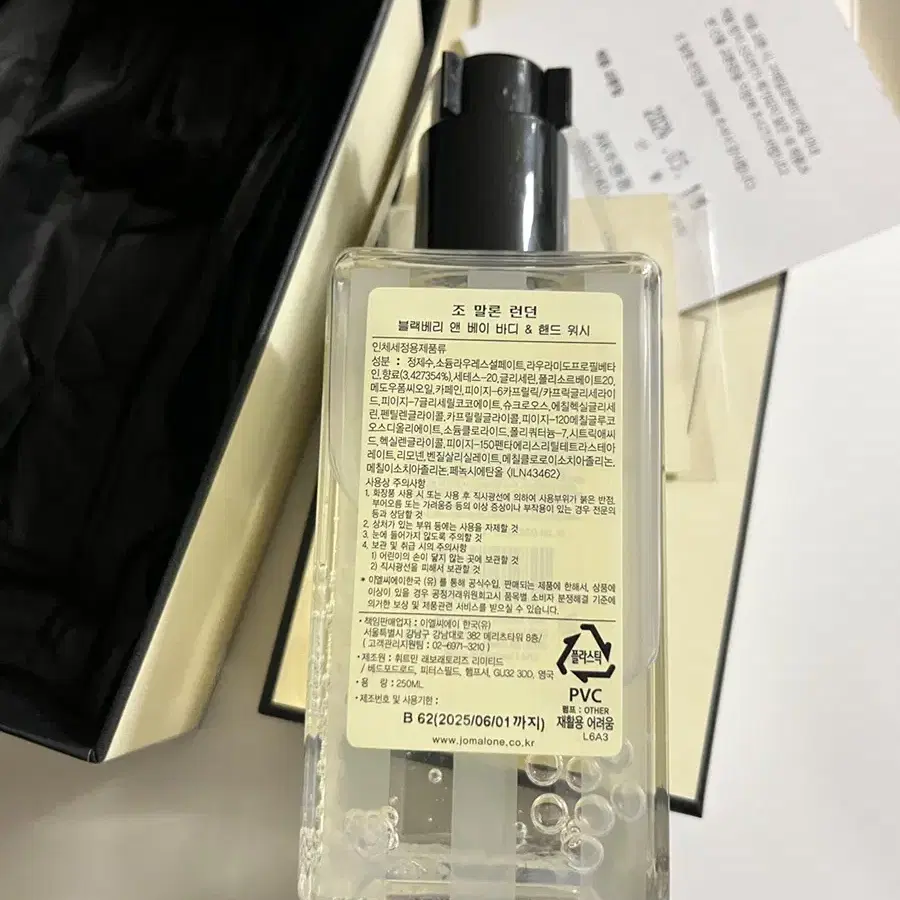 조 말론 런던
블랙베리 앤 베이 바디 & 핸드 워시
인체세정용제품류
성분 : 정제수,소듐라우레스설페이트,라우라미도프로필베타
인,향료(3.427354%),세테스-20,글리세린,폴리소르베이트20,
메도우폼씨오일,카페인,피이지-6카프릴릭/카프릭글리세라이
드,피이지-7글리세릴코코에이트,슈크로오스,에칠헥실글리세
린,펜틸렌글라이콜,카프릴릴글라이콜,피이지-120메칠글루코
오스디올리에이트,소듐클로라이드,폴리쿼터늄-7,시트릭애씨
드,헥실렌글라이콜,피이지-150펜타에리스리틸테트라스테아
레이트,리모넨,벤질살리실레이트,메칠클로로이소치아졸리논,
메칠이소치아졸리논,페녹시에탄올 <ILN43462>
사용상 주의사항
1. 화장품 사용 시 또는 사용 후 직사광선에 의하여 사용부위가 붉은 반점,
부어오름 또는 가려움증 등의 이상 증상이나 부작용이 있는 경우 전문의
등과 상담할 것
2. 상처가 있는 부위 등에는 사용을 자제할 것
3. 눈에 들어가지 않도록 주의할 것
4. 보관 및 취급 시의 주의사항
1) 어린이의 손이 닿지 않는 곳에 보관할 것
2) 직사광선을 피해서 보관할 것
* 이엘씨에이한국 (유) 를 통해 공식수입, 판매되는 제품에 한해서, 상품에
이상이 있을 경우 공정거래위원회고시 품목별 소비자 분쟁해결 기준에
의거한 보상 및 제품관련 서비스를 받으실 수 있습니다.
• 책임판매업자 : 이엘씨에이 한국(유)
서울특별시 강남구 강남대로 382 메리츠타워 8층/
( 고객관리지원팀 : 02-6971-3210 )
• 제조원 : 휘트민 래보래토리즈 리미티드
/ 베드포드로드, 피터스필드, 햄프셔, GU32 3DD, 영국
• 용 량 : 250ML
• 제조번호 및 사용기한 :
B 62(2025/06/01까지)
www.jomalone.co.kr
플라스틱
PVC
펌프 : OTHER
재활용 어려움
L6A3